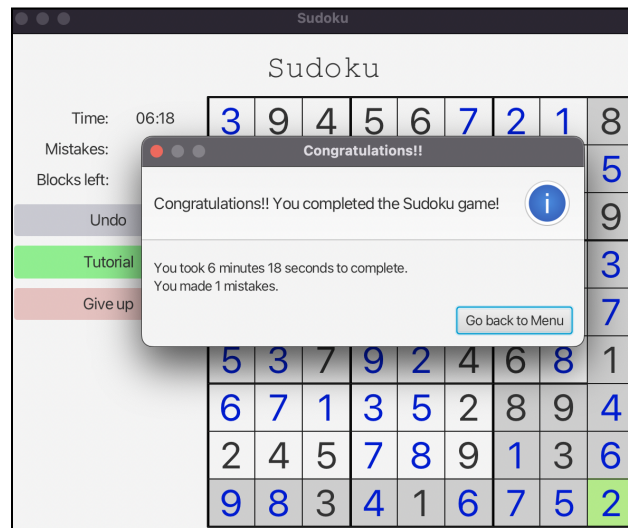 Sudoku
Sudoku
Time: 06:18
Mistakes:
Blocks left:
Undo
Tutorial
Give up
3 9 4 5 6 7 2 1 8
5
9
3
7
Congratulations!!
Congratulations!! You completed the Sudoku game!
i
You took 6 minutes 18 seconds to complete.
You made 1 mistakes.
Go back to Menu
5 3 7 9 2 4 6 8 1
6 7 1 3 5 2 8 9 4
2 4 5 7 8 9 1 3 6
9 8 3 4 1 6 7 5 2